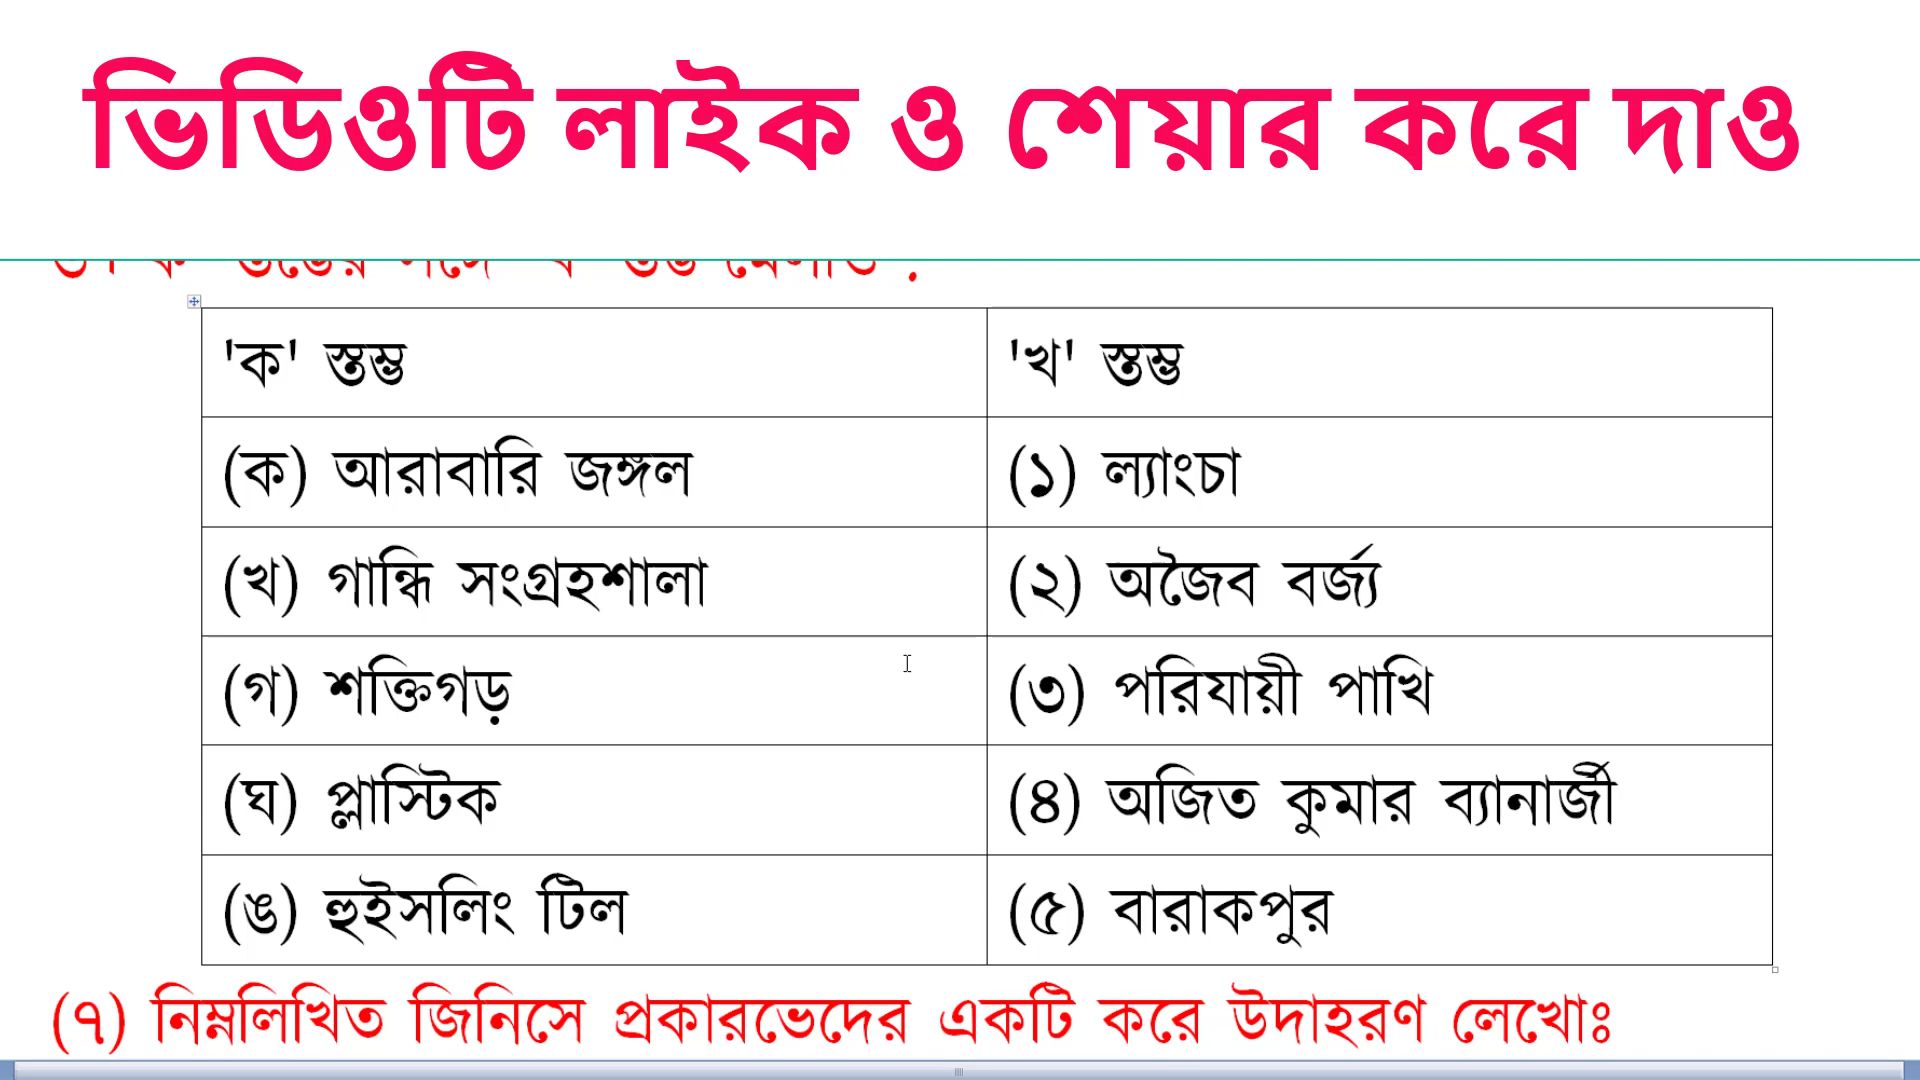 ভিডিওটি লাইক ও শেয়ার করে দাও
'ক' স্তম্ভ
'খ' স্তম্ভ
(ক) আরাবারি জঙ্গল
(১) ল্যাংচা
(খ) গান্ধি সংগ্রহশালা
(২) অজৈব বর্জ্য
(গ) শক্তিগড়
(৩) পরিযায়ী পাখি
(ঘ) প্লাস্টিক
(৪) অজিত কুমার ব্যানার্জী
(ঙ) হুইসলিং টিল
(৫) বারাকপুর
(৭) নিম্নলিখিত জিনিসে প্রকারভেদের একটি করে উদাহরণ লেখোঃ